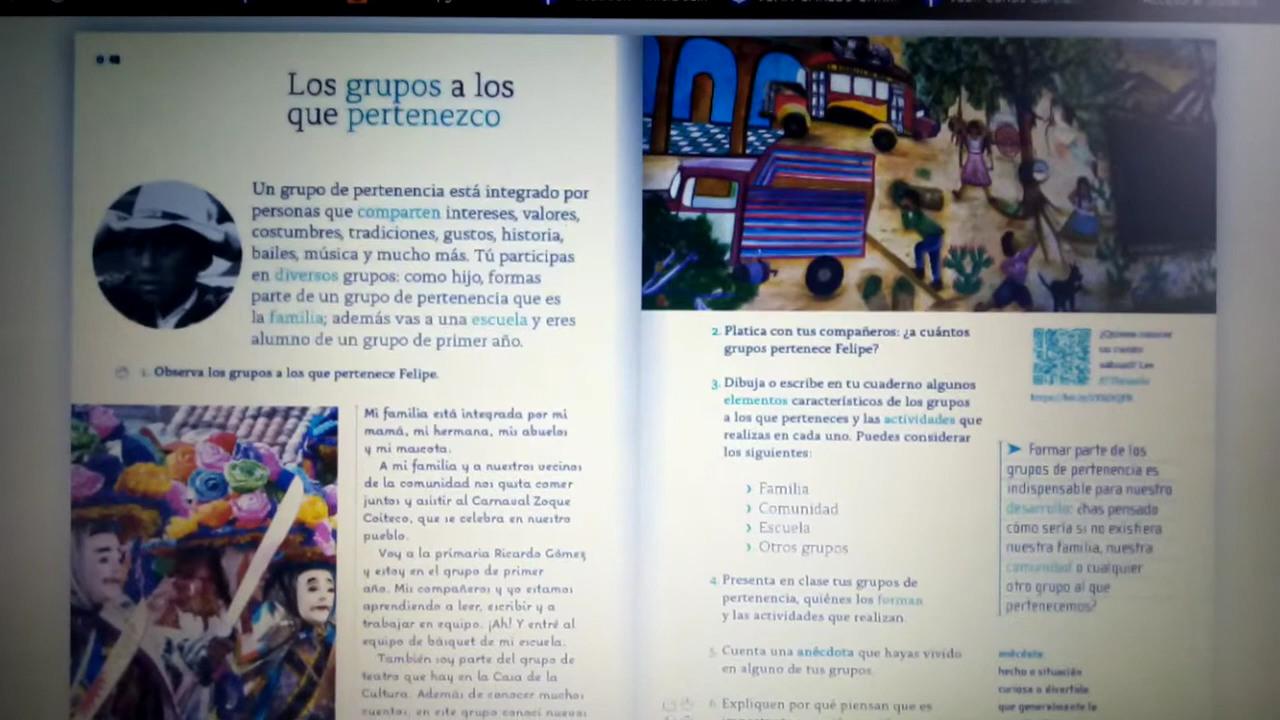 Los grupos a los
que pertenezco
Un grupo de pertenencia está integrado por
personas que comparten intereses, valores,
costumbres, tradiciones, gustos, historia,
bailes, música y mucho más. Tú participas
en diversos grupos: como hijo, formas
parte de un grupo de pertenencia que es
la familia; además vas a una escuela y eres
alumno de un grupo de primer año.
1. Observa los grupos a los que pertenece Felipe.
Mi familia está integrada por mi
mamá, mi hermana, mis abuelos
y mi mascota.
A mi familia y a nuestros vecinos
de la comunidad nos gusta comer
juntos y asistir al Carnaval Zoque
Coiteco, que se celebra en nuestro
pueblo.
Voy a la primaria Ricardo Gómez
y estoy en el grupo de primer
año. Mis compañeros y yo estamos
aprendiendo a leer, escribir y a
trabajar en equipo. ¡Ah! Y entré al
equipo de básquet de mi escuela.
También soy parte del grupo de
teatro que hay en la Casa de la
Cultura. Además de conocer muchos
cuentos, en este grupo conocí nuevos
2. Platica con tus compañeros: ¿a cuántos
grupos pertenece Felipe?
3. Dibuja o escribe en tu cuaderno algunos
elementos característicos de los grupos
a los que perteneces y las actividades que
realizas en cada uno. Puedes considerar
los siguientes:
› Familia
› Comunidad
› Escuela
› Otros grupos
4. Presenta en clase tus grupos de
pertenencia, quiénes los forman
y las actividades que realizan.
5. Cuenta una anécdota que hayas vivido
en alguno de tus grupos.
6. Expliquen por qué piensan que es
¿Quieres conocer
un cuento
Leer
➤ Formar parte de los
grupos de pertenencia es
indispensable para nuestro
desarrollo: ¿has pensado
cómo sería si no existiera
nuestra familia, nuestra
comunidad o cualquier
otro grupo al que
pertenecemos?
anécdota:
hecho o situación
curiosa o divertida
que generalmente le